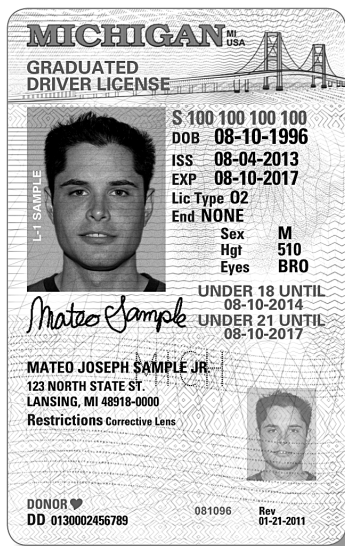 MICHIGAN MI USA
GRADUATED
DRIVER LICENSE
S 100 100 100 100
DOB 08-10-1996
ISS 08-04-2013
EXP 08-10-2017
Lic Type O2
End NONE
Sex M
Hgt 510
Eyes BRO
L-1 SAMPLE
UNDER 18 UNTIL
08-10-2014
Mateo Sample
UNDER 21 UNTIL
08-10-2017
MICH
MATEO JOSEPH SAMPLE JR.
123 NORTH STATE ST.
LANSING, MI 48918-0000
Restrictions Corrective Lens
DONOR
DD 0130002456789
081096
Rev
01-21-2011